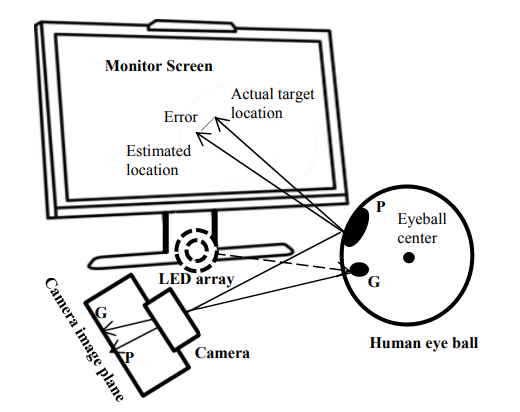 Monitor Screen
Actual target
location
Error
Estimated
location
P
Eyeball
center
G
LED array
Human eye ball
Camera image plane
G
P
Camera